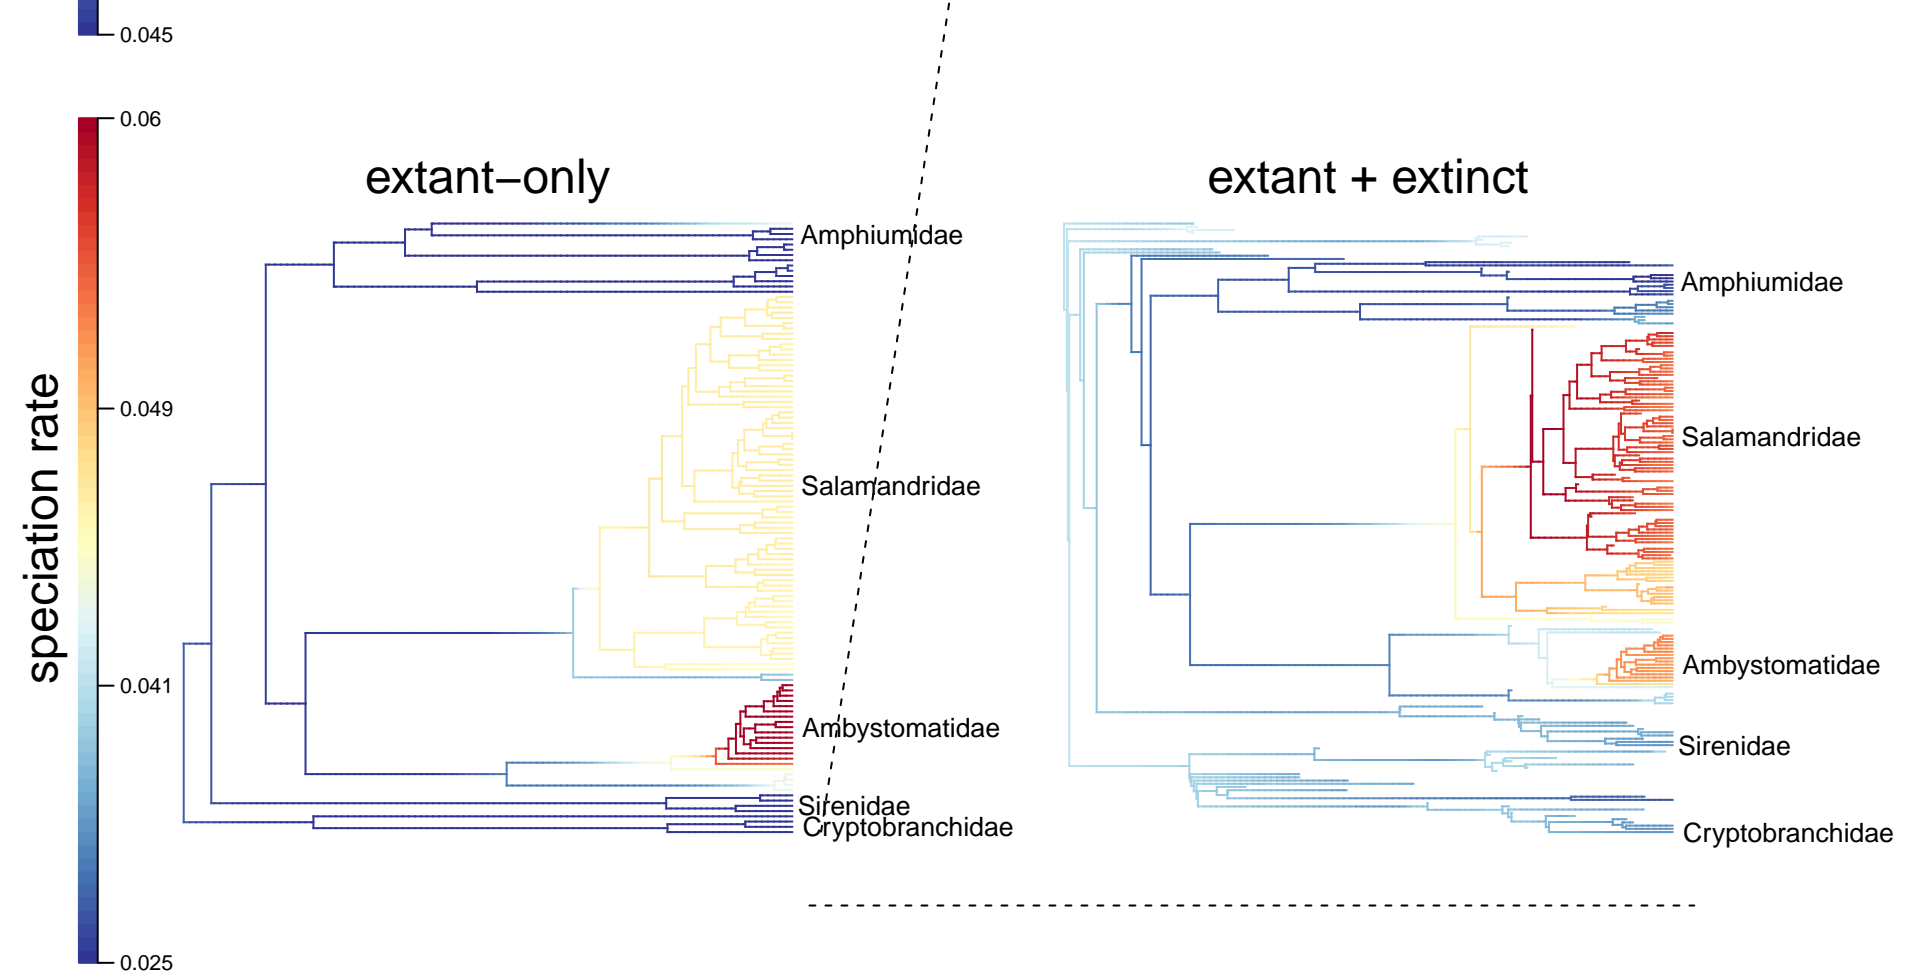 0.045
0.06
extant−only
extant + extinct
Amphiumidae
Amphiumidae
speciation rate
0.049
Salamandridae
Salamandridae
0.041
Ambystomatidae
Ambystomatidae
Sirenidae
Sirenidae
Cryptobranchidae
Cryptobranchidae
0.025